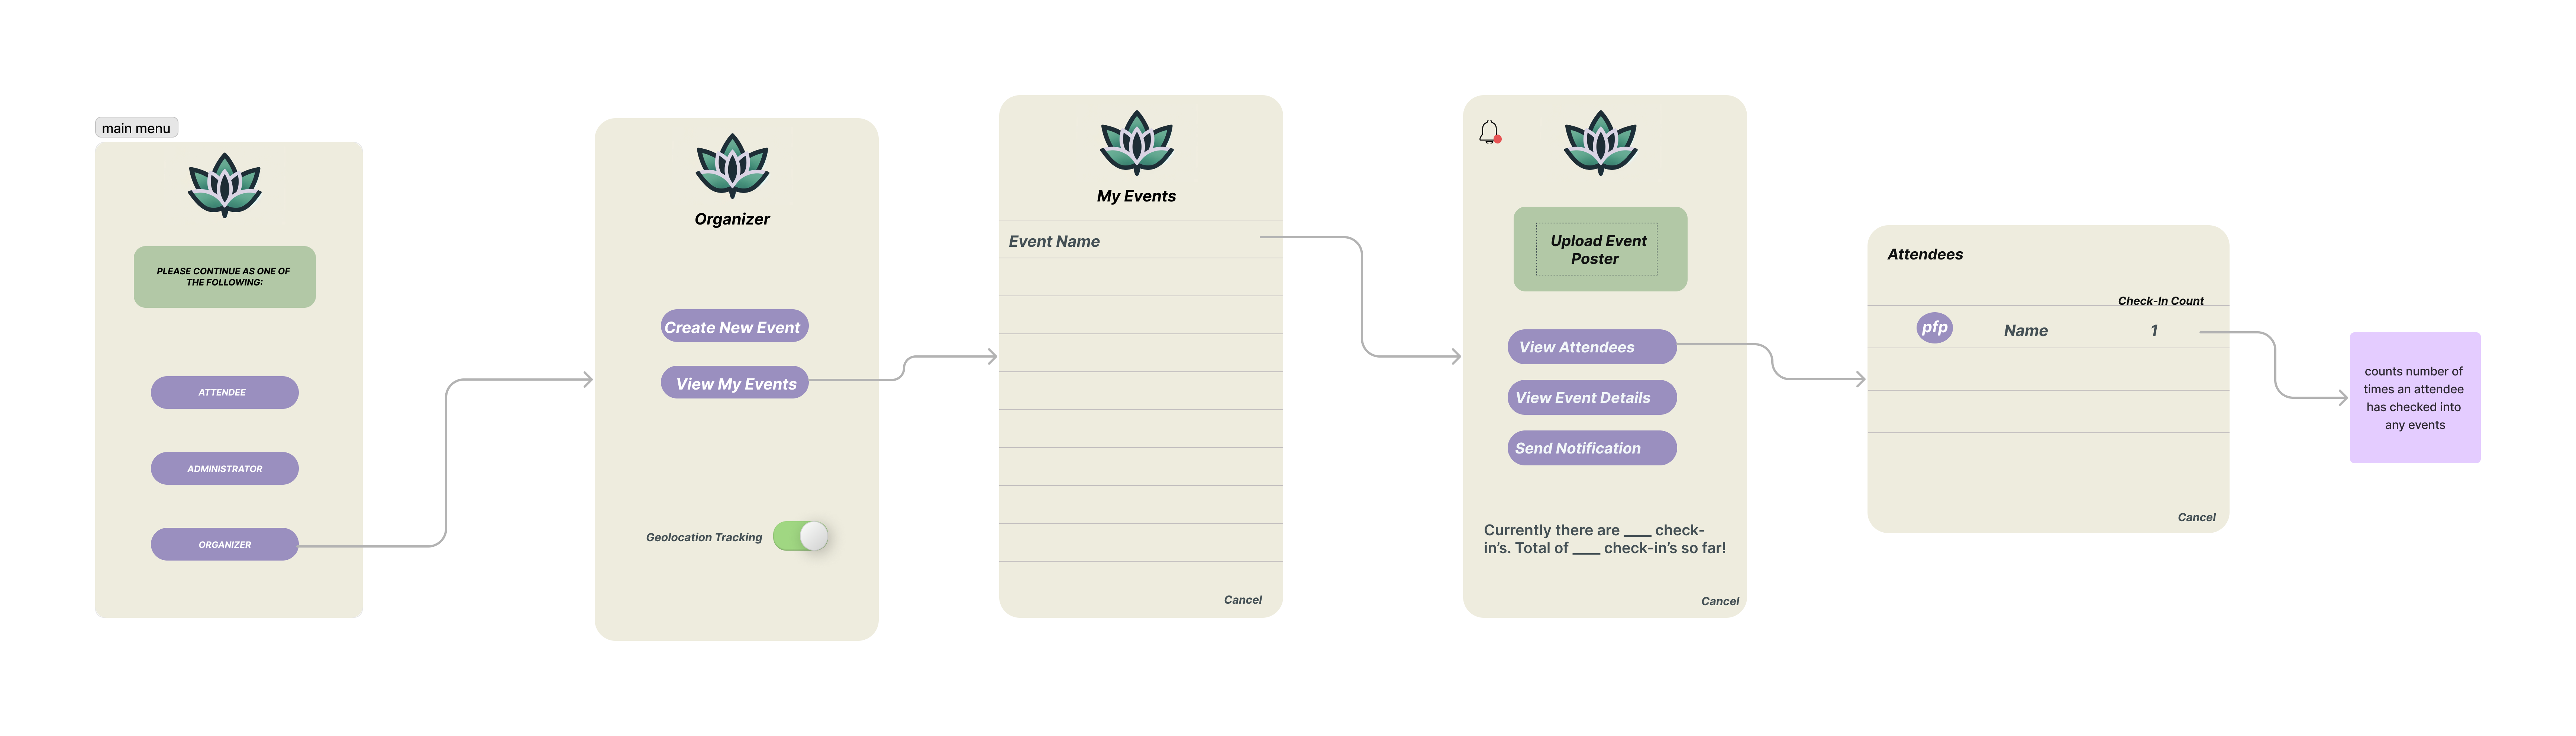 main menu
PLEASE CONTINUE AS ONE OF
THE FOLLOWING:
ATTENDEE
ADMINISTRATOR
ORGANIZER
Organizer
Create New Event
View My Events
Geolocation Tracking
My Events
Event Name
Cancel
Upload Event
Poster
View Attendees
View Event Details
Send Notification
Currently there are ____ check-
in’s. Total of ____ check-in’s so far!
Cancel
Attendees
Check-In Count
pfp Name 1
Cancel
counts number of
times an attendee
has checked into
any events